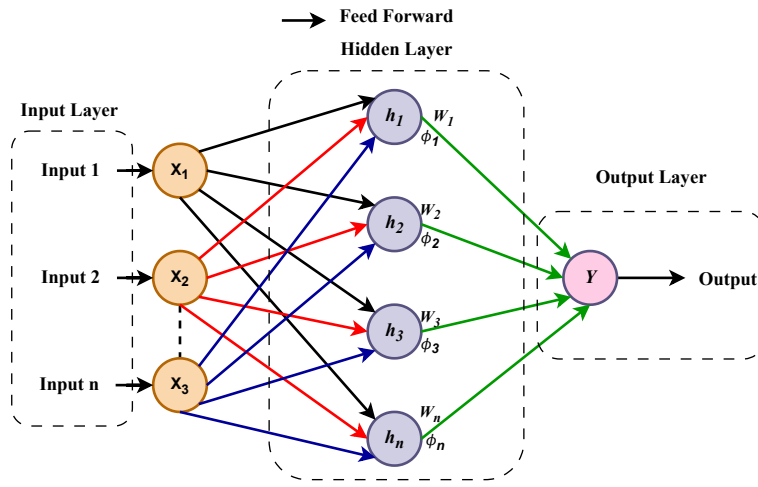 Feed Forward
Hidden Layer
Input Layer
Output Layer
Input 1
X₁
h₁
W₁
ϕ₁
Input 2
X₂
h₂
W₂
ϕ₂
Y
Output
h₃
W₃
ϕ₃
Input n
X₃
hₙ
Wₙ
ϕₙ